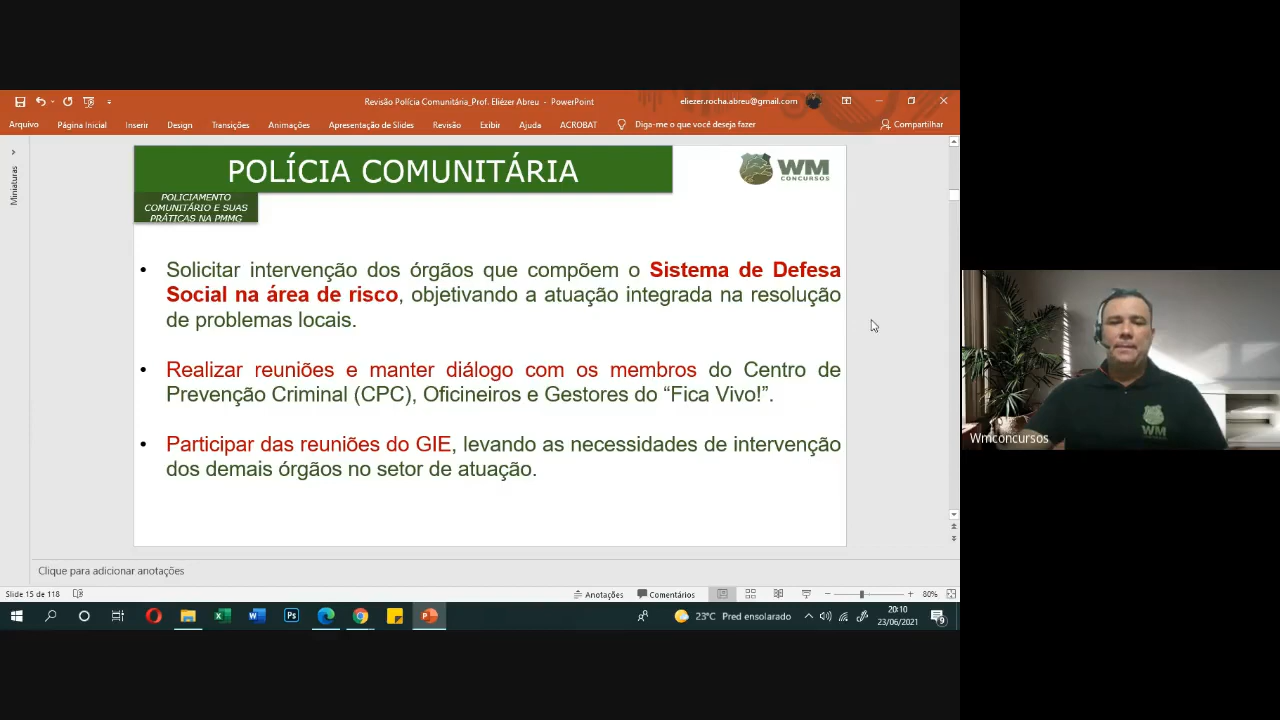 Revisão Polícia Comunitária_Prof. Eliézer Abreu - PowerPoint
eliezer.rocha.abreu@gmail.com
Arquivo Página Inicial Inserir Design Transições Animações Apresentação de Slides Revisão Exibir Ajuda ACROBAT Diga-me o que você deseja fazer Compartilhar
Miniaturas
POLÍCIA COMUNITÁRIA
WM
CONCURSOS
POLICIAMENTO
COMUNITÁRIO E SUAS
PRÁTICAS NA PMMG
• Solicitar intervenção dos órgãos que compõem o Sistema de Defesa
Social na área de risco, objetivando a atuação integrada na resolução
de problemas locais.
• Realizar reuniões e manter diálogo com os membros do Centro de
Prevenção Criminal (CPC), Oficineiros e Gestores do “Fica Vivo!”.
• Participar das reuniões do GIE, levando as necessidades de intervenção
dos demais órgãos no setor de atuação.
WM
Wmconcursos
Clique para adicionar anotações
Slide 15 de 118 Anotações Comentários 80%
23°C Pred ensolarado
20:10
23/06/2021
9